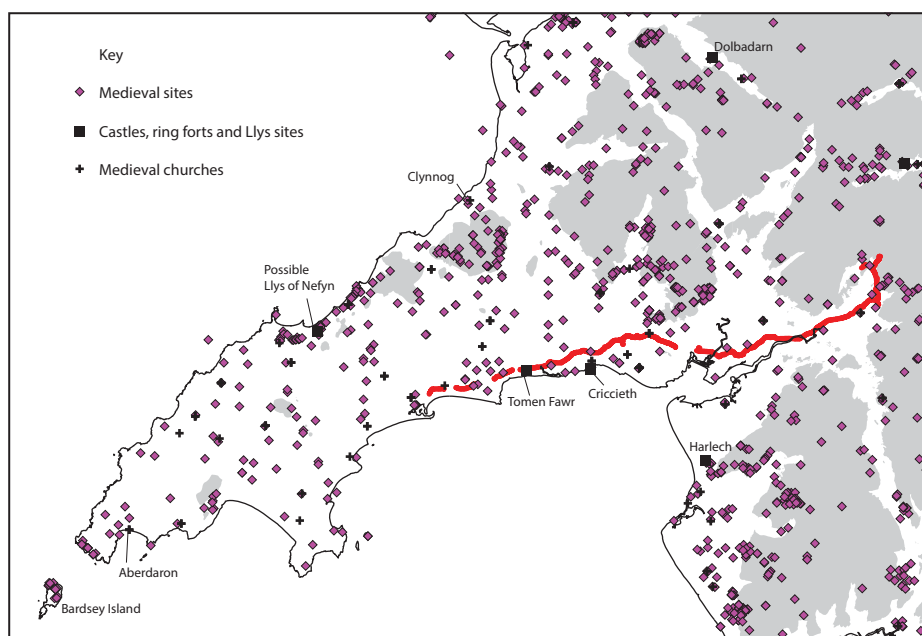 Key
Medieval sites
Castles, ring forts and Llys sites
Medieval churches
Dolbadarn
Clynnog
Possible
Llys of Nefyn
Tomen Fawr
Criccieth
Harlech
Aberdaron
Bardsey Island